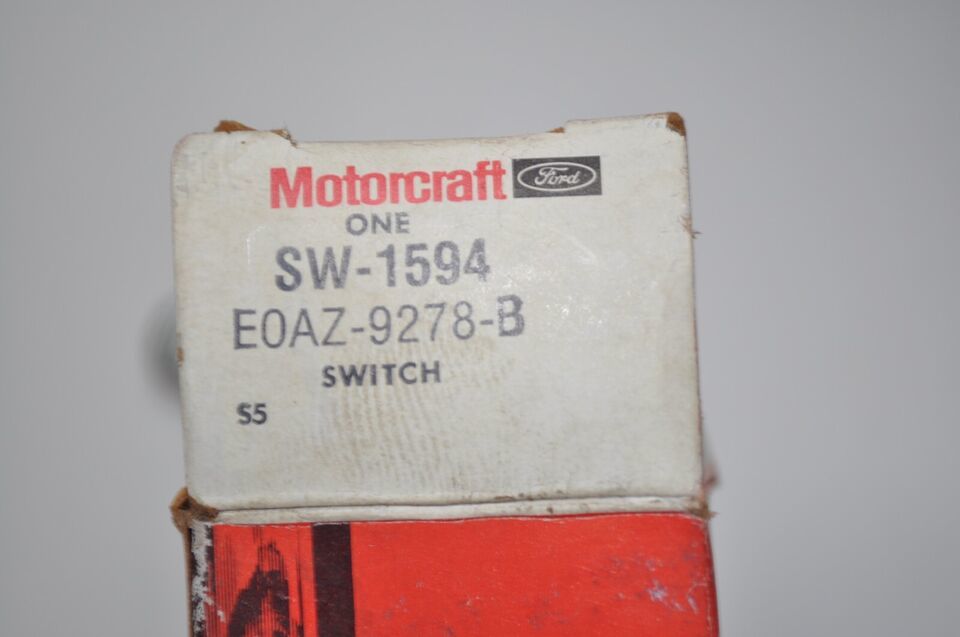 Motorcraft Ford
ONE
SW-1594
E0AZ-9278-B
SWITCH
S5